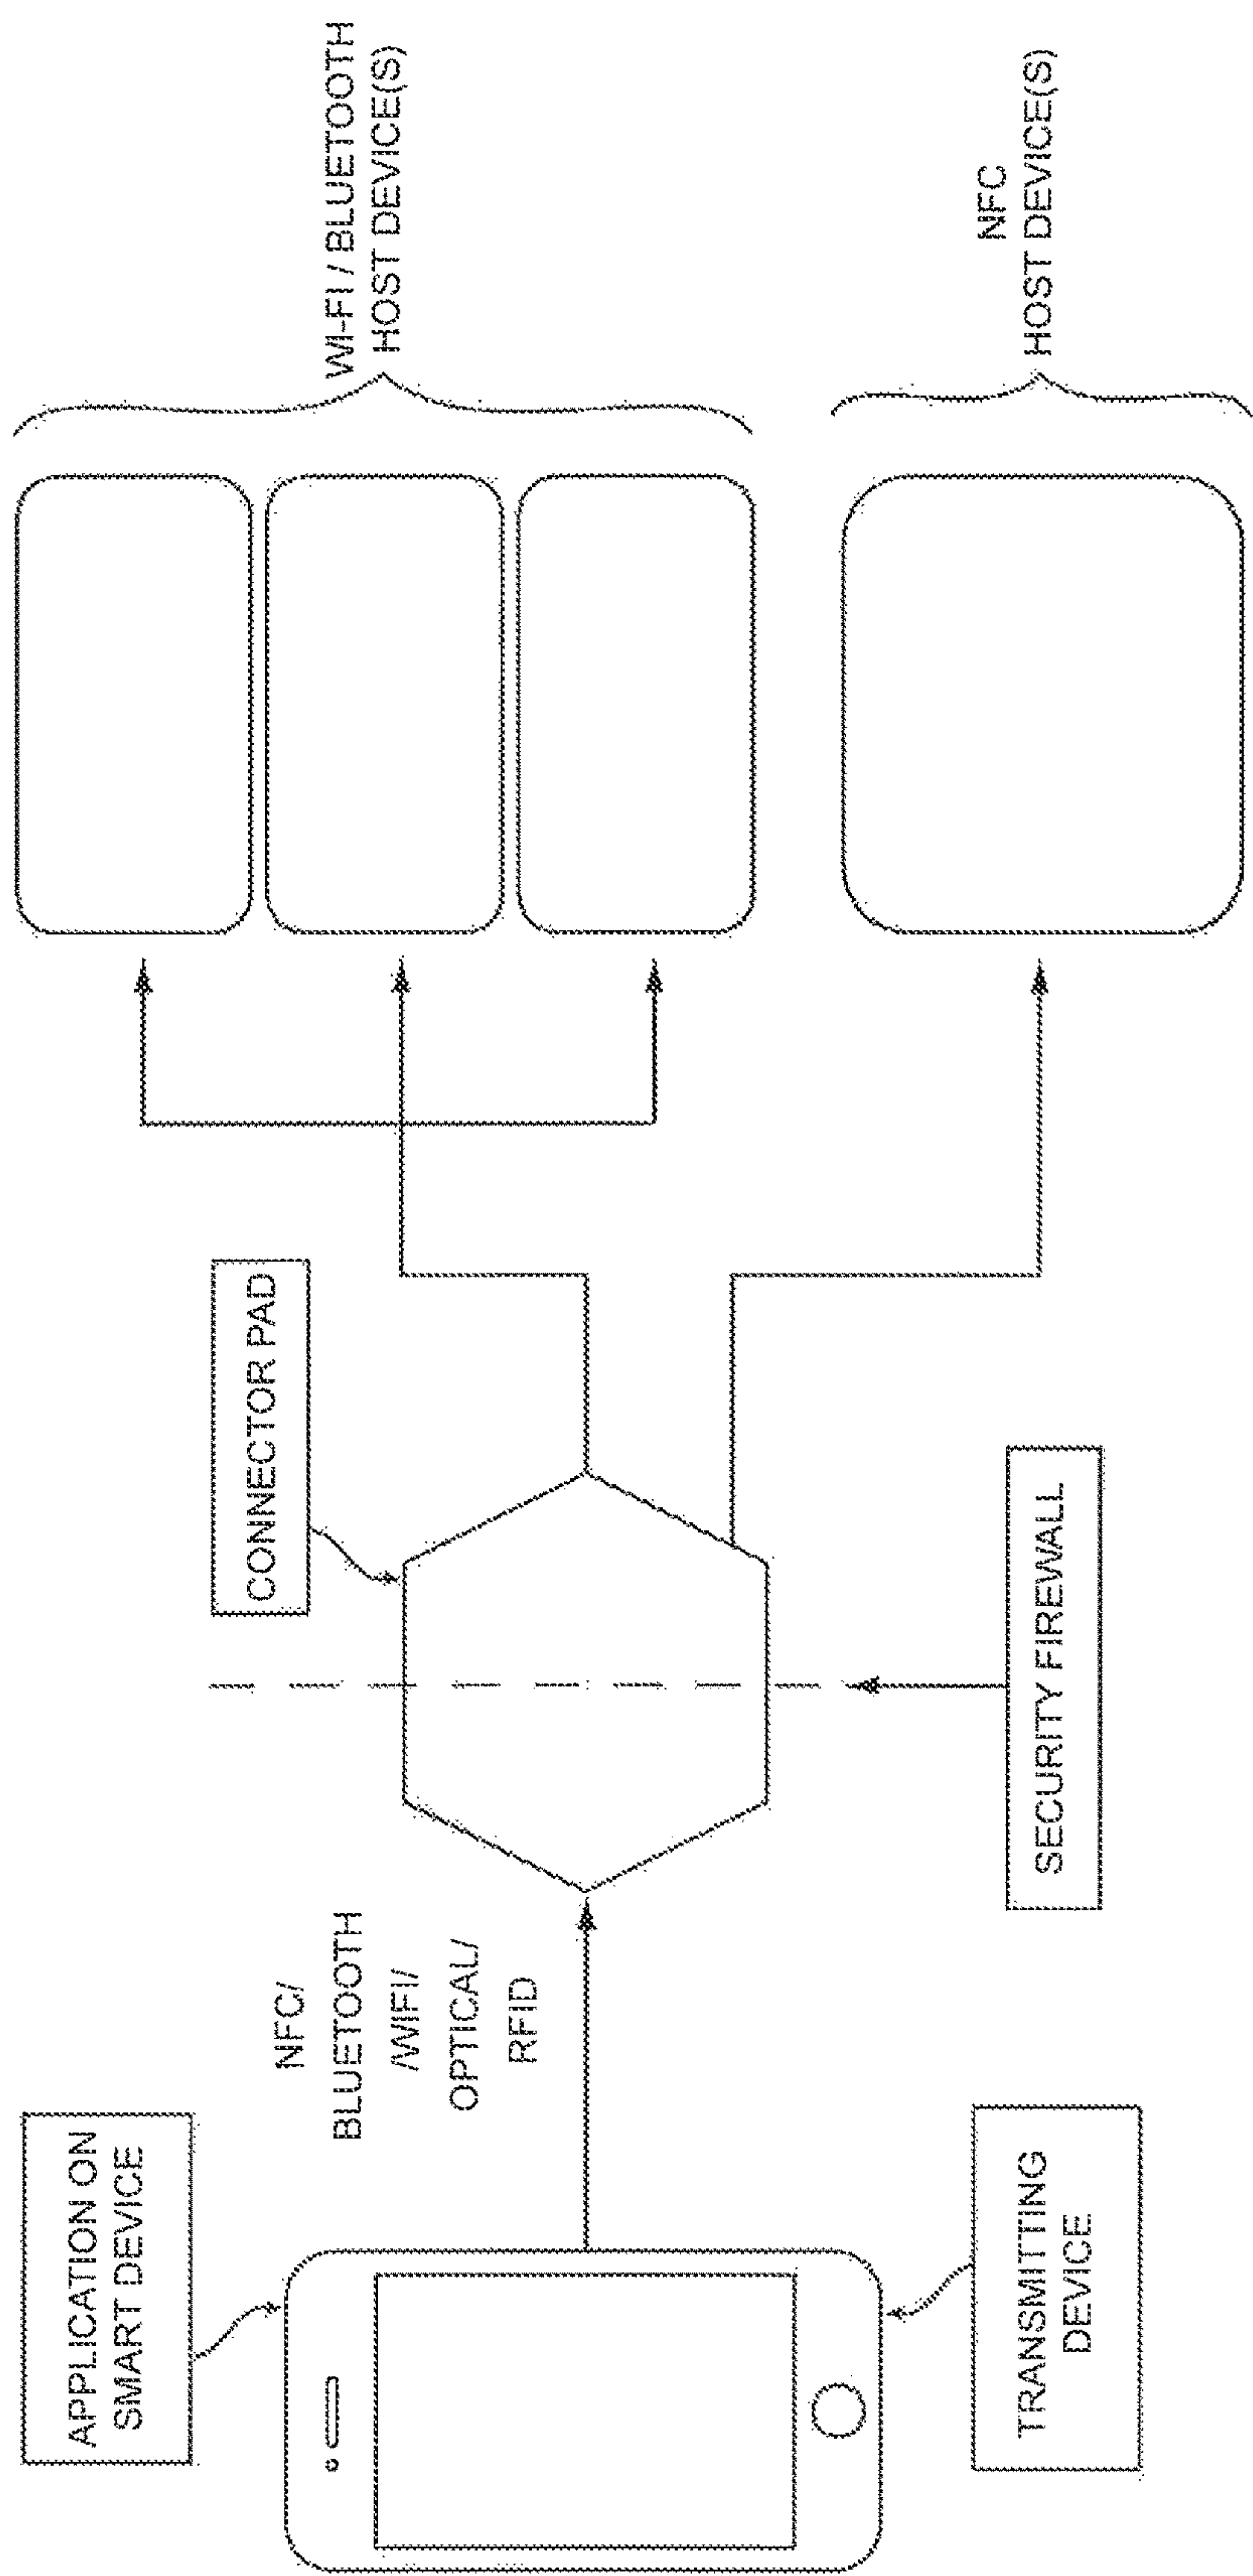 APPLICATION ON
SMART DEVICE
TRANSMITTING
DEVICE
NFC/
BLUETOOTH
/WIFI/
OPTICAL/
RFID
CONNECTOR PAD
SECURITY FIREWALL
WI-FI / BLUETOOTH
HOST DEVICE(S)
NFC
HOST DEVICE(S)